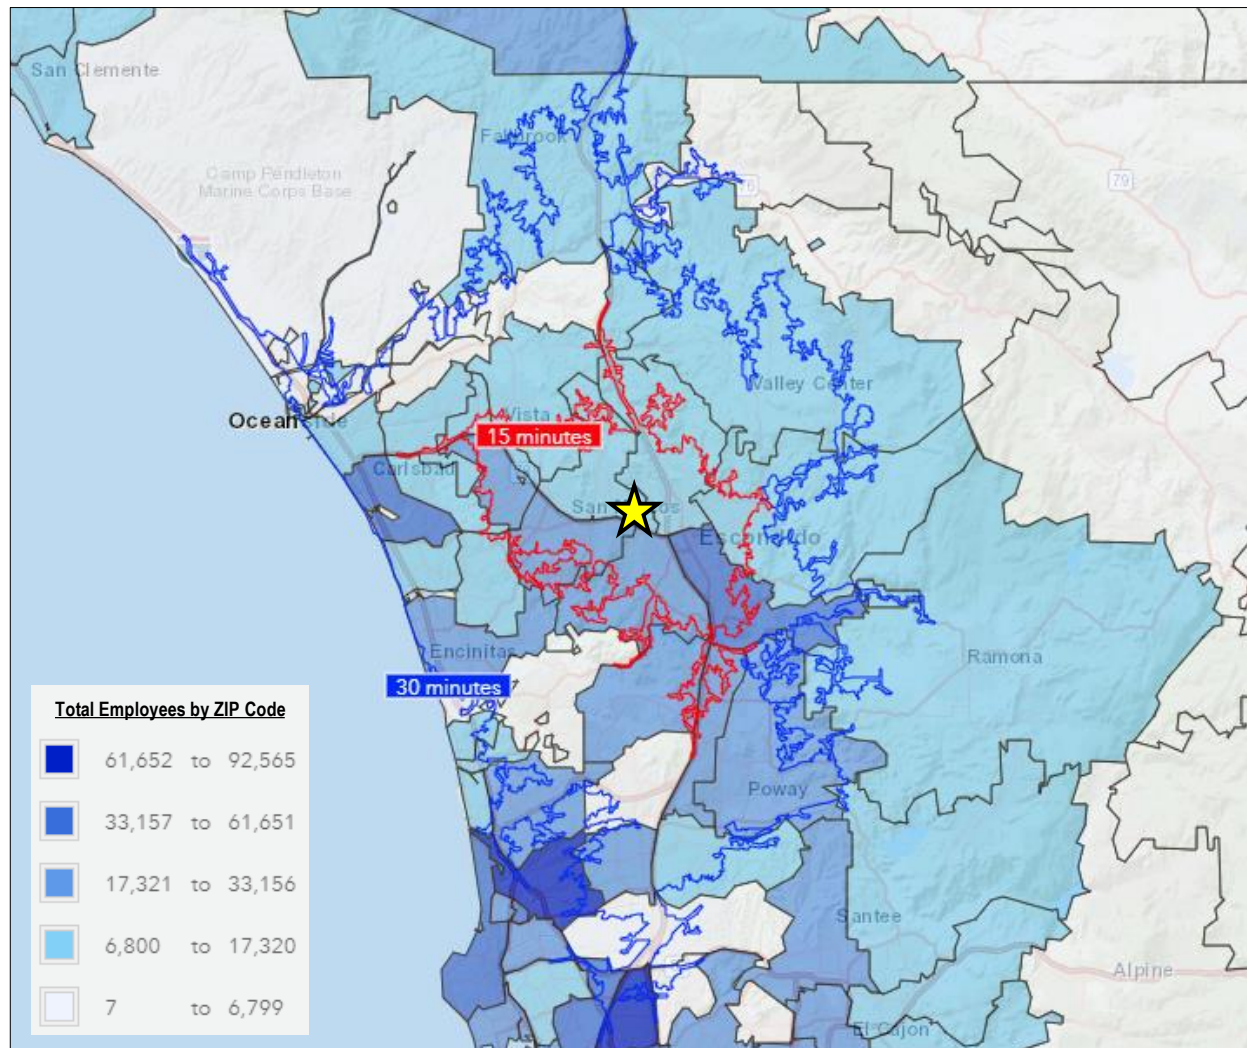 San Clemente
Fallbrook
Camp Pendleton
Marine Corps Base
76
79
Valley Center
Oceanside
Vista
15 minutes
Carlsbad
Escondido
Encinitas
Ramona
30 minutes
Total Employees by ZIP Code
61,652 to 92,565
33,157 to 61,651
17,321 to 33,156
6,800 to 17,320
7 to 6,799
Poway
Santee
Alpine
El Cajon